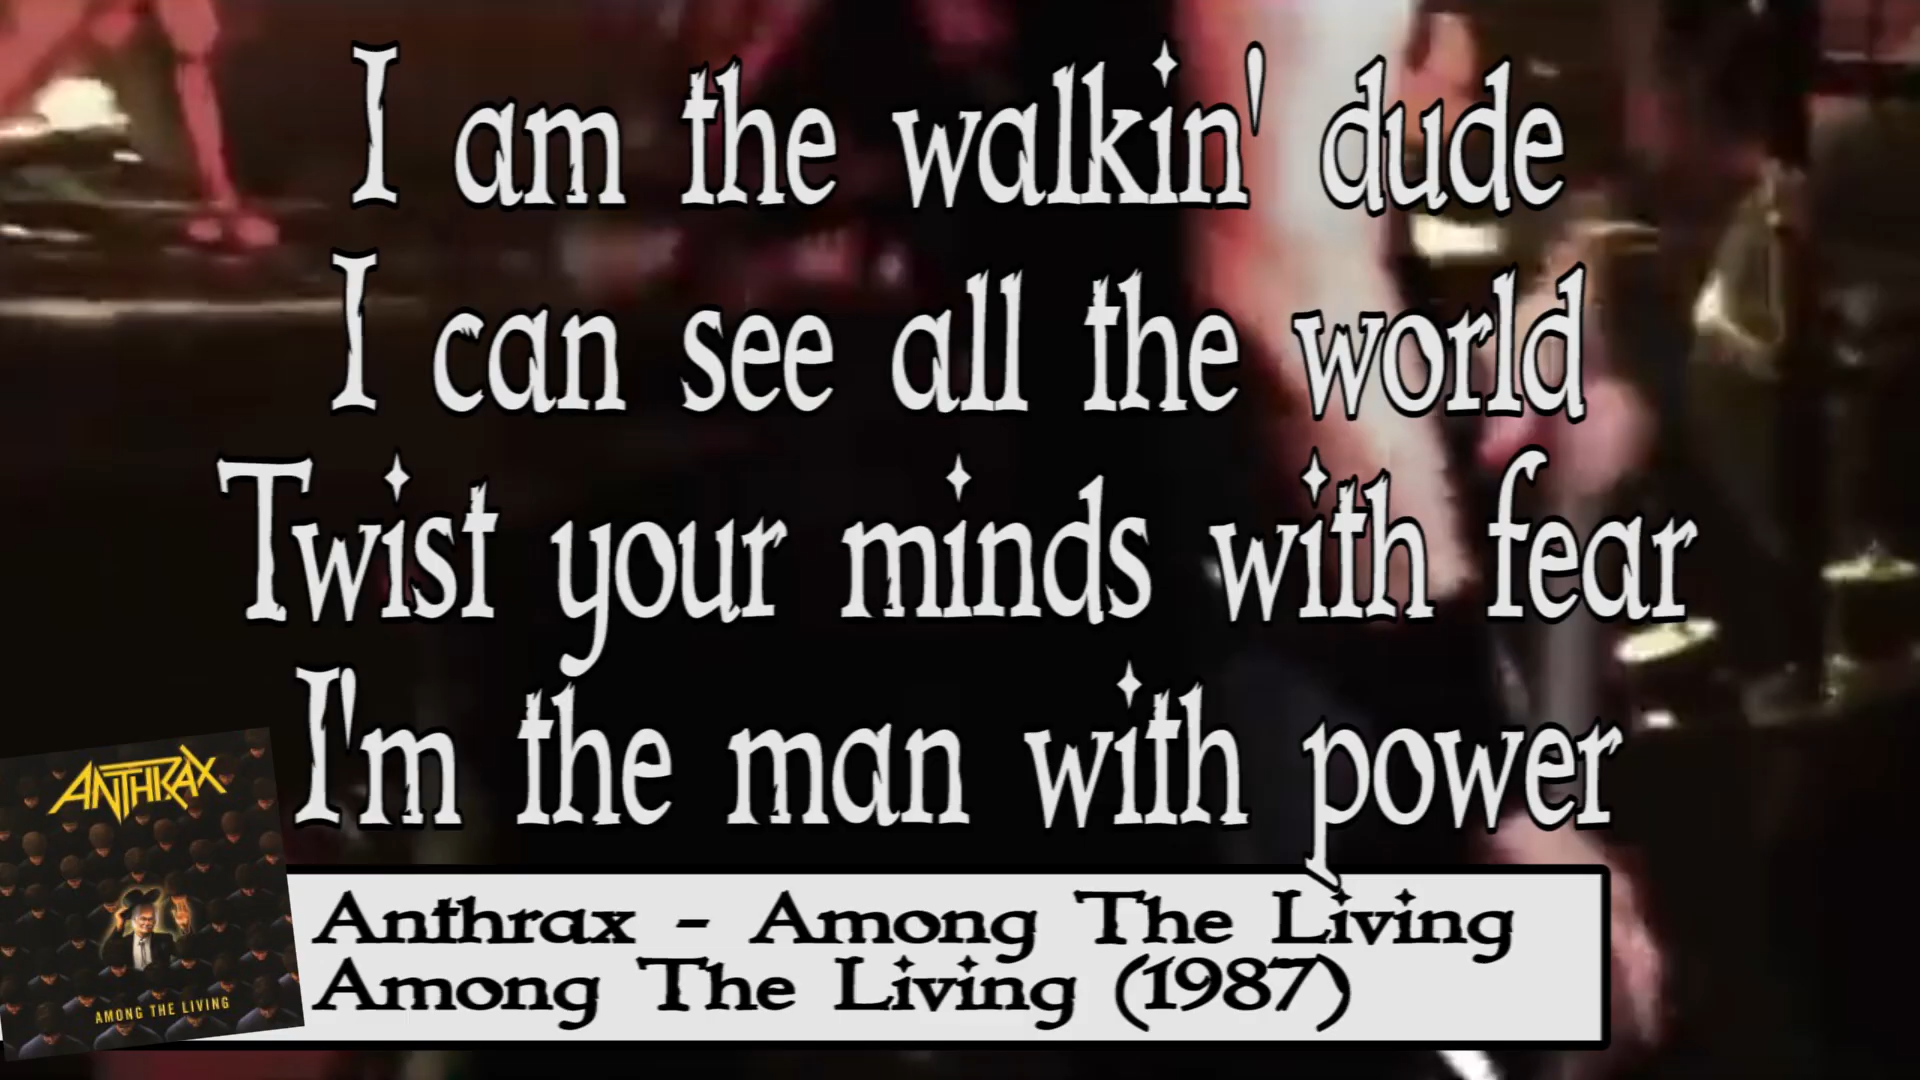 I am the walkin' dude
I can see all the world
Twist your minds with fear
I'm the man with power
ANTHRAX
AMONG THE LIVING
Anthrax - Among The Living
Among The Living (1987)